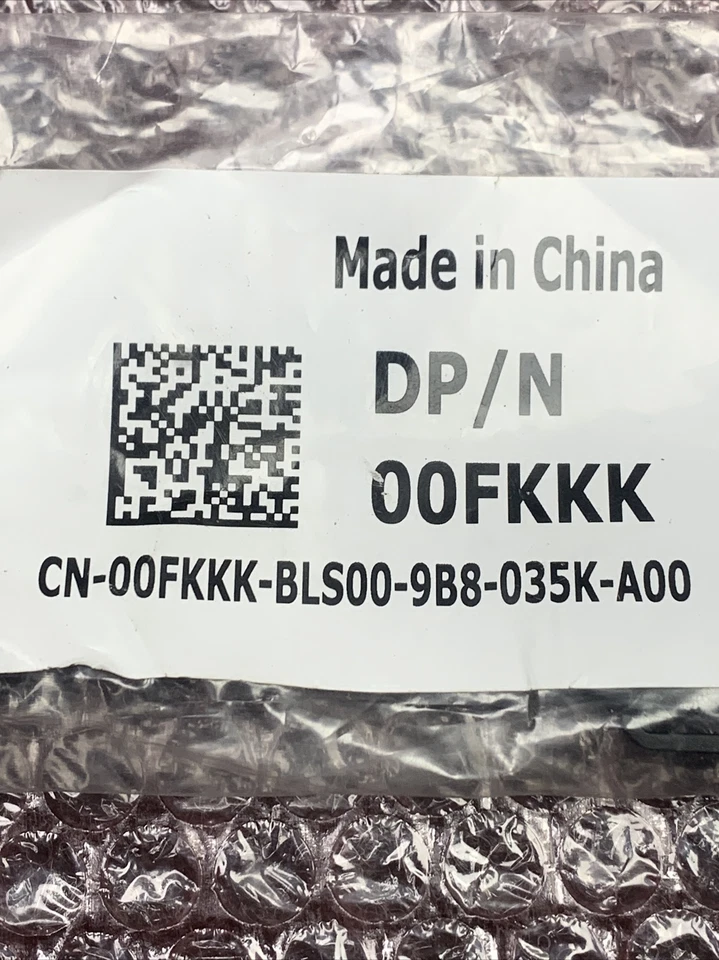 Made in China
DP/N
00FKKK
CN-00FKKK-BLS00-9B8-035K-A00